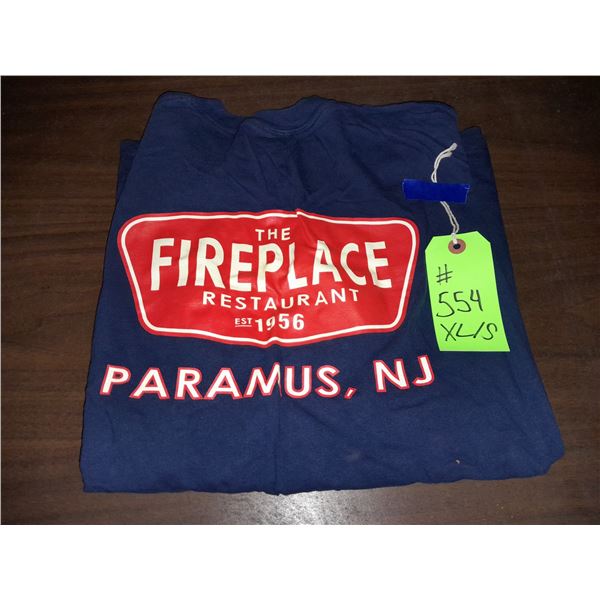 THE
FIREPLACE
RESTAURANT
EST 1956
PARAMUS, NJ
#
554
XL/S